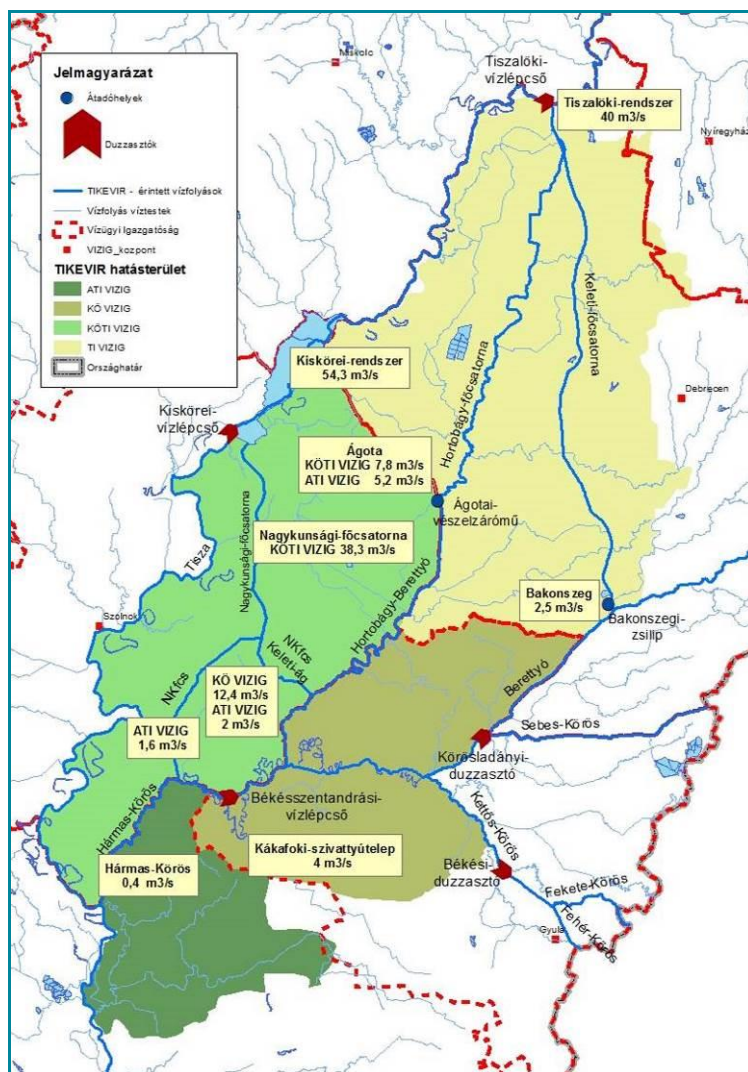 Jelmagyarázat
Átadóhelyek
Duzzasztók
TIKEVIR - érintett vízfolyások
Vízfolyás víztestek
Vízügyi Igazgatóság
VIZIG_központ
TIKEVIR hatásterület
ATI VIZIG
KÖ VIZIG
KÖTI VIZIG
TI VIZIG
Országhatár
Miskolc
Tiszalöki-
vízlépcső
Tiszalöki-rendszer
40 m3/s
Nyíregyház
Keleti-főcsatorna
Hortobágy-főcsatorna
Debrecen
Kiskörei-rendszer
54,3 m3/s
Kiskörei-
vízlépcső
Ágota
KÖTI VIZIG 7,8 m3/s
ATI VIZIG 5,2 m3/s
Ágotai-
vészelzárómű
Nagykunsági-főcsatorna
Nagykunsági-főcsatorna
KÖTI VIZIG 38,3 m3/s
Tisza
Hortobágy-Berettyó
Bakonszeg
2,5 m3/s
Bakonszegi-
zsilip
Szolnok
NKfcs
NKfcs
Keleti-ág
KÖ VIZIG
12,4 m3/s
ATI VIZIG
2 m3/s
Berettyó
Sebes-Körös
ATI VIZIG
1,6 m3/s
Körösladányi-
duzzasztó
Hármas-Körös
Békésszentandrási-
vízlépcső
Kettős-Körös
Kákafoki-szivattyútelep
4 m3/s
Hármas-Körös
0,4 m3/s
Békési-
duzzasztó
Fekete-Körös
Fehér-Körös
Gyula